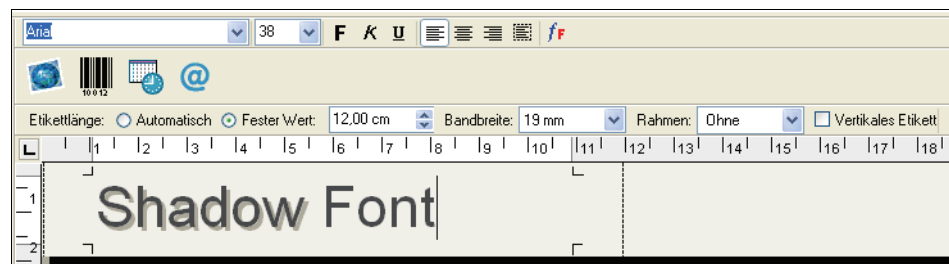 Arial 38 F K U fF
10012 @
Etikettlänge: Automatisch Fester Wert: 12,00 cm Bandbreite: 19 mm Rahmen: Ohne Vertikales Etikett
L 1 2 3 4 5 6 7 8 9 10 11 12 13 14 15 16 17 18
1 Shadow Font
2